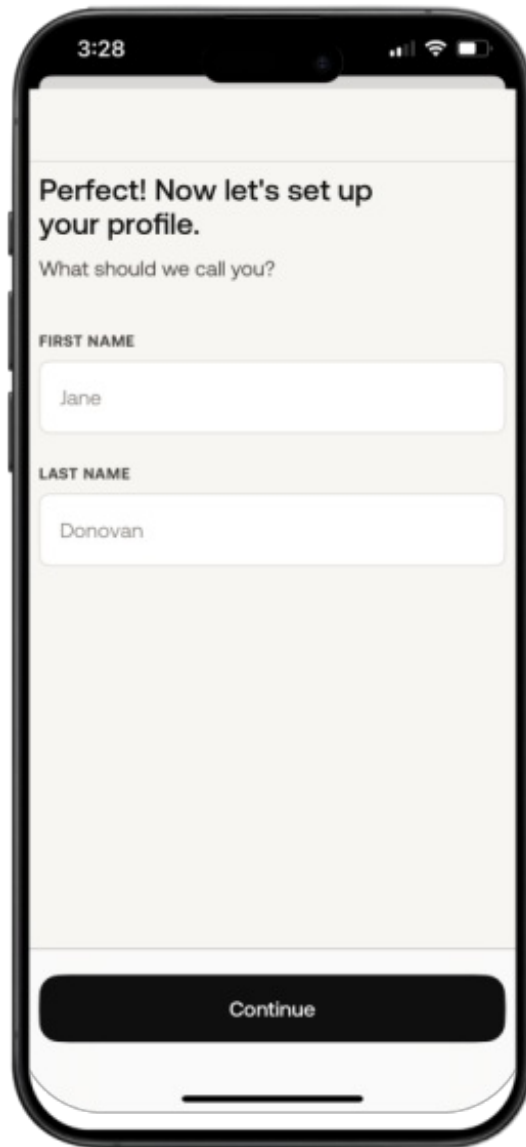 3:28
Perfect! Now let's set up
your profile.
What should we call you?
FIRST NAME
Jane
LAST NAME
Donovan
Continue